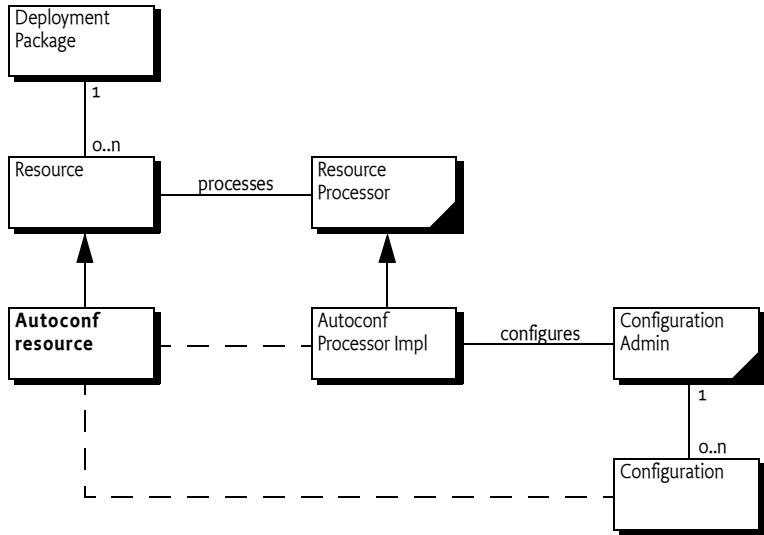 Deployment
Package
1
0..n
Resource
processes
Resource
Processor
Autoconf
resource
Autoconf
Processor Impl
configures
Configuration
Admin
1
0..n
Configuration